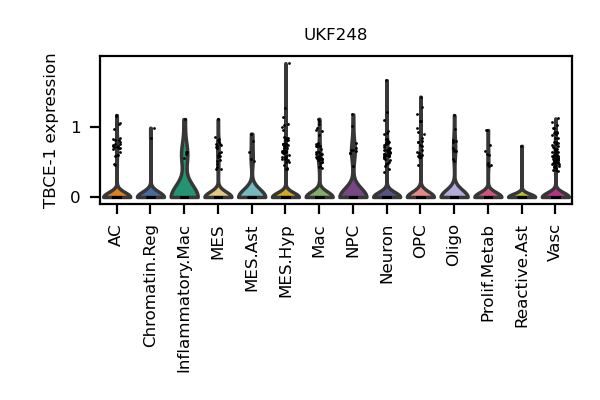 UKF248
TBCE-1 expression
1
0
AC
Chromatin.Reg
Inflammatory.Mac
MES
MES.Ast
MES.Hyp
Mac
NPC
Neuron
OPC
Oligo
Prolif.Metab
Reactive.Ast
Vasc